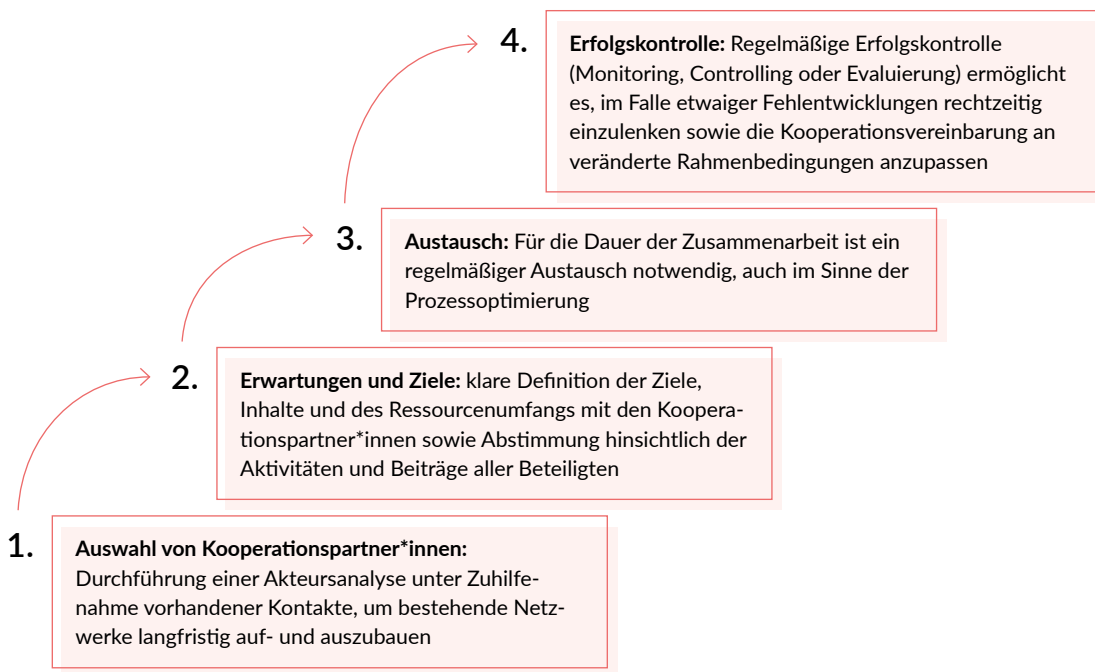 4.
Erfolgskontrolle: Regelmäßige Erfolgskontrolle
(Monitoring, Controlling oder Evaluierung) ermöglicht
es, im Falle etwaiger Fehlentwicklungen rechtzeitig
einzulenken sowie die Kooperationsvereinbarung an
veränderte Rahmenbedingungen anzupassen
3.
Austausch: Für die Dauer der Zusammenarbeit ist ein
regelmäßiger Austausch notwendig, auch im Sinne der
Prozessoptimierung
2.
Erwartungen und Ziele: klare Definition der Ziele,
Inhalte und des Ressourcenumfangs mit den Koopera-
tionspartner*innen sowie Abstimmung hinsichtlich der
Aktivitäten und Beiträge aller Beteiligten
1.
Auswahl von Kooperationspartner*innen:
Durchführung einer Akteursanalyse unter Zuhilfe-
nahme vorhandener Kontakte, um bestehende Netz-
werke langfristig auf- und auszubauen